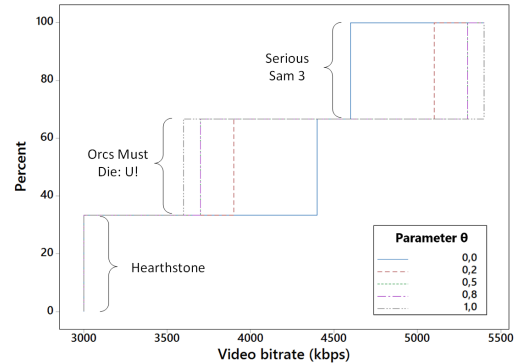 100
80
60
40
20
0
Percent
Serious
Sam 3
Orcs Must
Die: U!
Hearthstone
Parameter θ
0,0
0,2
0,5
0,8
1,0
3000 3500 4000 4500 5000 5500
Video bitrate (kbps)